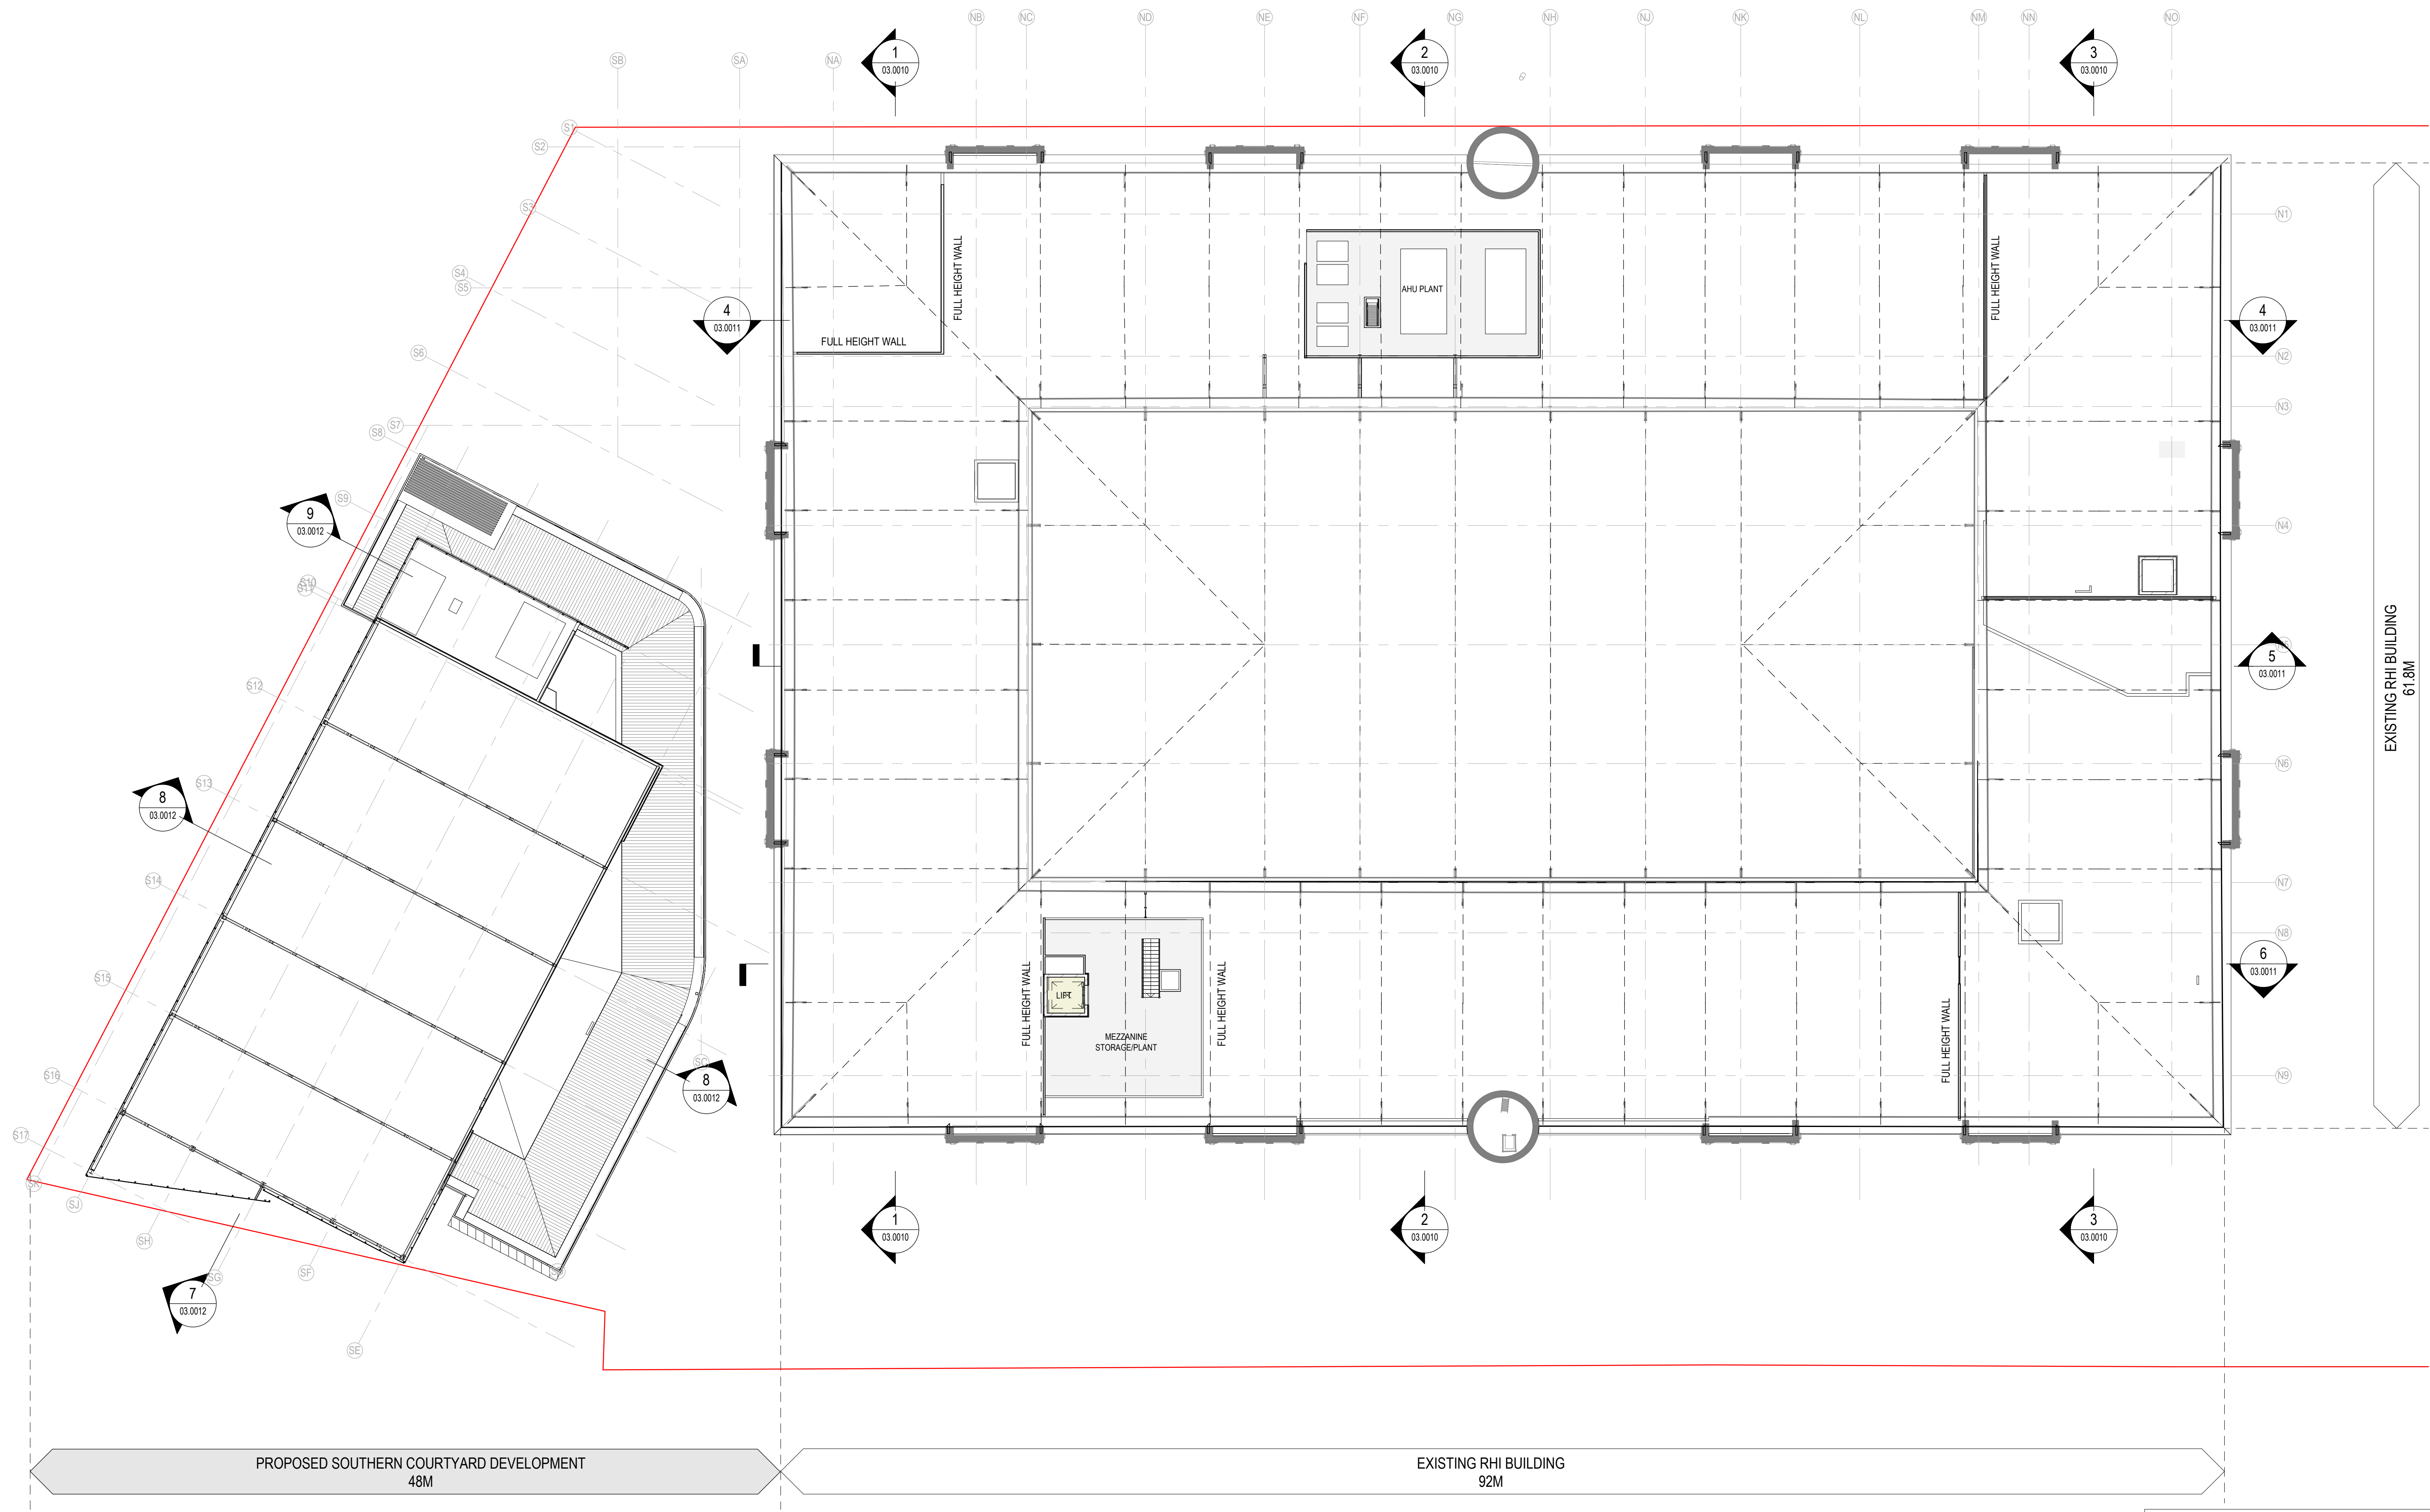 NB
NC
ND
NE
NF
NG
NH
NJ
NK
NL
NM
NN
NO
SB
SA
NA
1
03.0010
2
03.0010
3
03.0010
S1
S2
S3
S4
S5
S6
S7
S8
S9
S10
S11
S12
S13
S14
S15
S16
S17
N1
N2
N3
N4
N6
N7
N8
N9
FULL HEIGHT WALL
FULL HEIGHT WALL
FULL HEIGHT WALL
AHU PLANT
4
03.0011
4
03.0011
9
03.0012
8
03.0012
5
03.0011
6
03.0011
EXISTING RHI BUILDING
61.8M
FULL HEIGHT WALL
LIFT
MEZZANINE
STORAGE/PLANT
FULL HEIGHT WALL
FULL HEIGHT WALL
SC
8
03.0012
SK
SJ
SH
SG
SF
SE
7
03.0012
1
03.0010
2
03.0010
3
03.0010
PROPOSED SOUTHERN COURTYARD DEVELOPMENT
48M
EXISTING RHI BUILDING
92M